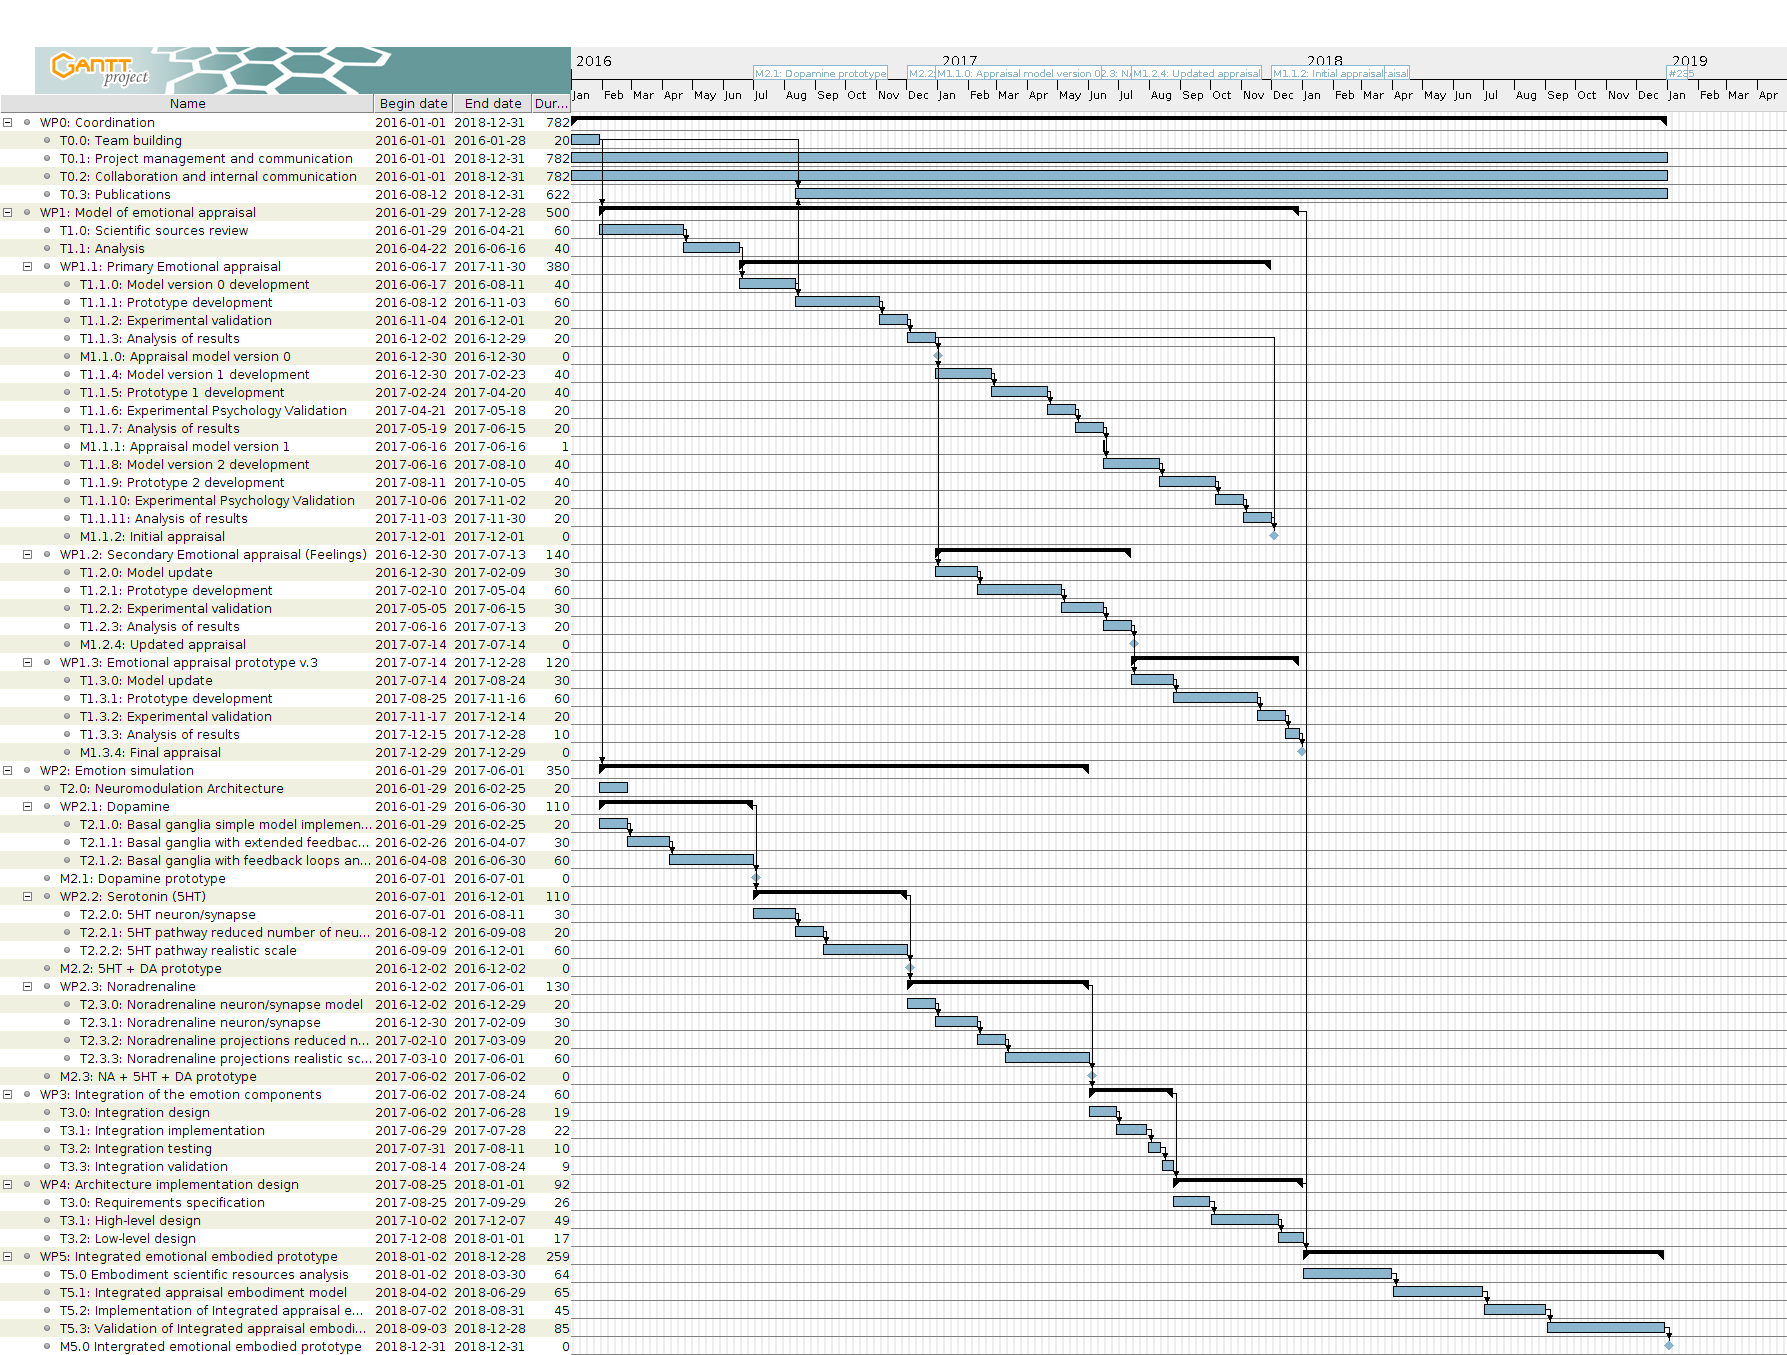 GANTT
project
2016 2017 2018 2019
M2.1: Dopamine prototype M2.2: M1.1.0: Appraisal model version 0 2.3: N M1.2.4: Updated appraisal M1.1.2: Initial appraisal raisal #235
Jan Feb Mar Apr May Jun Jul Aug Sep Oct Nov Dec Jan Feb Mar Apr May Jun Jul Aug Sep Oct Nov Dec Jan Feb Mar Apr May Jun Jul Aug Sep Oct Nov Dec Jan Feb Mar Apr
Name Begin date End date Dur...
WP0: Coordination 2016-01-01 2018-12-31 782
T0.0: Team building 2016-01-01 2016-01-28 20
T0.1: Project management and communication 2016-01-01 2018-12-31 782
T0.2: Collaboration and internal communication 2016-01-01 2018-12-31 782
T0.3: Publications 2016-08-12 2018-12-31 622
WP1: Model of emotional appraisal 2016-01-29 2017-12-28 500
T1.0: Scientific sources review 2016-01-29 2016-04-21 60
T1.1: Analysis 2016-04-22 2016-06-16 40
WP1.1: Primary Emotional appraisal 2016-06-17 2017-11-30 380
T1.1.0: Model version 0 development 2016-06-17 2016-08-11 40
T1.1.1: Prototype development 2016-08-12 2016-11-03 60
T1.1.2: Experimental validation 2016-11-04 2016-12-01 20
T1.1.3: Analysis of results 2016-12-02 2016-12-29 20
M1.1.0: Appraisal model version 0 2016-12-30 2016-12-30 0
T1.1.4: Model version 1 development 2016-12-30 2017-02-23 40
T1.1.5: Prototype 1 development 2017-02-24 2017-04-20 40
T1.1.6: Experimental Psychology Validation 2017-04-21 2017-05-18 20
T1.1.7: Analysis of results 2017-05-19 2017-06-15 20
M1.1.1: Appraisal model version 1 2017-06-16 2017-06-16 1
T1.1.8: Model version 2 development 2017-06-16 2017-08-10 40
T1.1.9: Prototype 2 development 2017-08-11 2017-10-05 40
T1.1.10: Experimental Psychology Validation 2017-10-06 2017-11-02 20
T1.1.11: Analysis of results 2017-11-03 2017-11-30 20
M1.1.2: Initial appraisal 2017-12-01 2017-12-01 0
WP1.2: Secondary Emotional appraisal (Feelings) 2016-12-30 2017-07-13 140
T1.2.0: Model update 2016-12-30 2017-02-09 30
T1.2.1: Prototype development 2017-02-10 2017-05-04 60
T1.2.2: Experimental validation 2017-05-05 2017-06-15 30
T1.2.3: Analysis of results 2017-06-16 2017-07-13 20
M1.2.4: Updated appraisal 2017-07-14 2017-07-14 0
WP1.3: Emotional appraisal prototype v.3 2017-07-14 2017-12-28 120
T1.3.0: Model update 2017-07-14 2017-08-24 30
T1.3.1: Prototype development 2017-08-25 2017-11-16 60
T1.3.2: Experimental validation 2017-11-17 2017-12-14 20
T1.3.3: Analysis of results 2017-12-15 2017-12-28 10
M1.3.4: Final appraisal 2017-12-29 2017-12-29 0
WP2: Emotion simulation 2016-01-29 2017-06-01 350
T2.0: Neuromodulation Architecture 2016-01-29 2016-02-25 20
WP2.1: Dopamine 2016-01-29 2016-06-30 110
T2.1.0: Basal ganglia simple model implemen... 2016-01-29 2016-02-25 20
T2.1.1: Basal ganglia with extended feedbac... 2016-02-26 2016-04-07 30
T2.1.2: Basal ganglia with feedback loops an... 2016-04-08 2016-06-30 60
M2.1: Dopamine prototype 2016-07-01 2016-07-01 0
WP2.2: Serotonin (5HT) 2016-07-01 2016-12-01 110
T2.2.0: 5HT neuron/synapse 2016-07-01 2016-08-11 30
T2.2.1: 5HT pathway reduced number of neu... 2016-08-12 2016-09-08 20
T2.2.2: 5HT pathway realistic scale 2016-09-09 2016-12-01 60
M2.2: 5HT + DA prototype 2016-12-02 2016-12-02 0
WP2.3: Noradrenaline 2016-12-02 2017-06-01 130
T2.3.0: Noradrenaline neuron/synapse model 2016-12-02 2016-12-29 20
T2.3.1: Noradrenaline neuron/synapse 2016-12-30 2017-02-09 30
T2.3.2: Noradrenaline projections reduced n... 2017-02-10 2017-03-09 20
T2.3.3: Noradrenaline projections realistic sc... 2017-03-10 2017-06-01 60
M2.3: NA + 5HT + DA prototype 2017-06-02 2017-06-02 0
WP3: Integration of the emotion components 2017-06-02 2017-08-24 60
T3.0: Integration design 2017-06-02 2017-06-28 19
T3.1: Integration implementation 2017-06-29 2017-07-28 22
T3.2: Integration testing 2017-07-31 2017-08-11 10
T3.3: Integration validation 2017-08-14 2017-08-24 9
WP4: Architecture implementation design 2017-08-25 2018-01-01 92
T3.0: Requirements specification 2017-08-25 2017-09-29 26
T3.1: High-level design 2017-10-02 2017-12-07 49
T3.2: Low-level design 2017-12-08 2018-01-01 17
WP5: Integrated emotional embodied prototype 2018-01-02 2018-12-28 259
T5.0 Embodiment scientific resources analysis 2018-01-02 2018-03-30 64
T5.1: Integrated appraisal embodiment model 2018-04-02 2018-06-29 65
T5.2: Implementation of Integrated appraisal e... 2018-07-02 2018-08-31 45
T5.3: Validation of Integrated appraisal embodi... 2018-09-03 2018-12-28 85
M5.0 Intergrated emotional embodied prototype 2018-12-31 2018-12-31 0